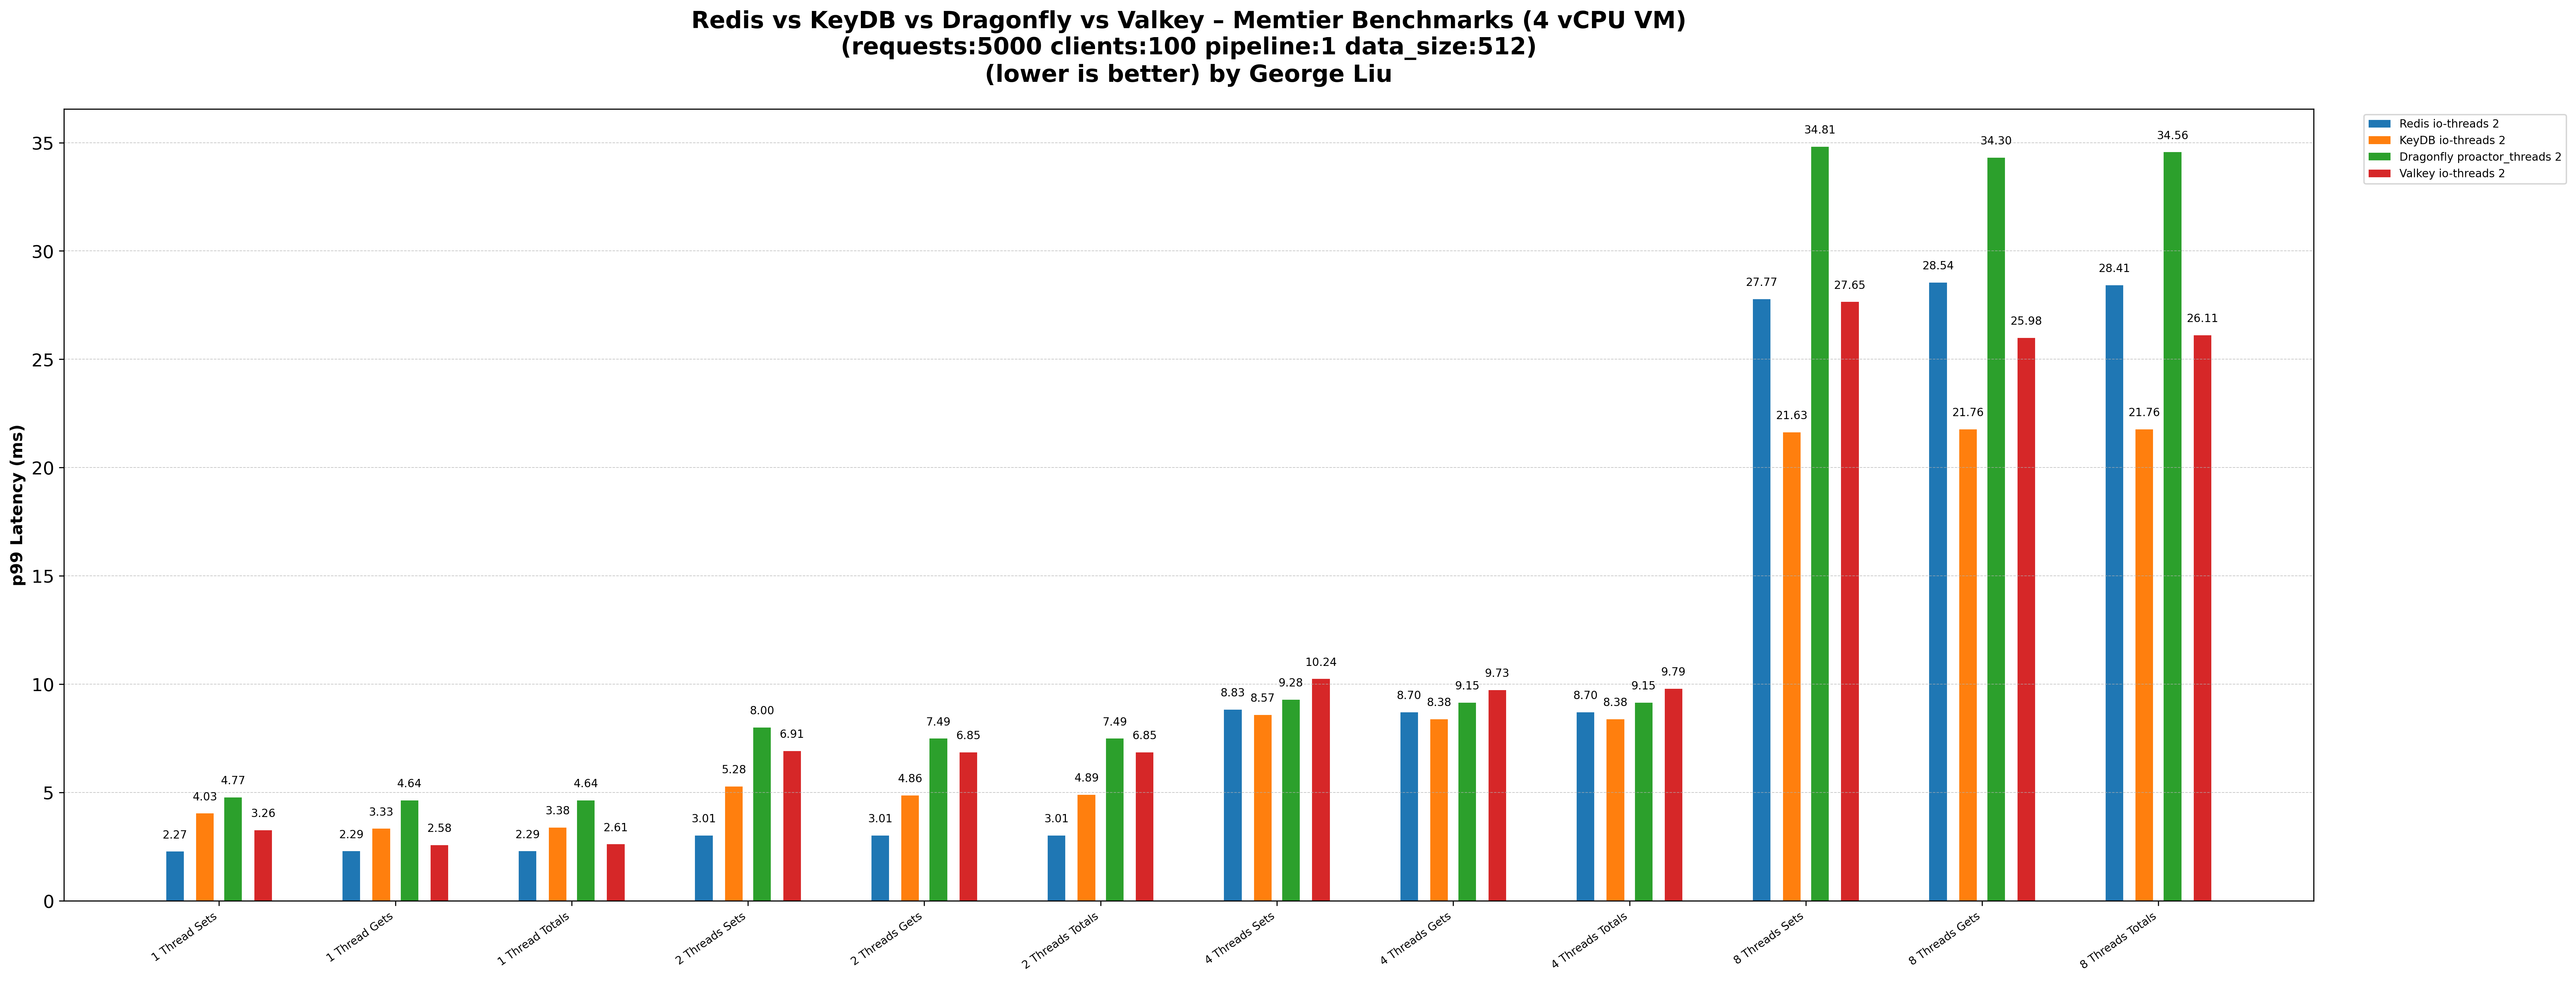 Redis vs KeyDB vs Dragonfly vs Valkey – Memtier Benchmarks (4 vCPU VM)
(requests:5000 clients:100 pipeline:1 data_size:512)
(lower is better) by George Liu
Redis io-threads 2
KeyDB io-threads 2
Dragonfly proactor_threads 2
Valkey io-threads 2
p99 Latency (ms)
35
30
25
20
15
10
5
0
2.27
4.03
4.77
3.26
2.29
3.33
4.64
2.58
2.29
3.38
4.64
2.61
3.01
5.28
8.00
6.91
3.01
4.86
7.49
6.85
3.01
4.89
7.49
6.85
8.83
8.57
9.28
10.24
8.70
8.38
9.15
9.73
8.70
8.38
9.15
9.79
27.77
21.63
34.81
27.65
28.54
21.76
34.30
25.98
28.41
21.76
34.56
26.11
1 Thread Sets
1 Thread Gets
1 Thread Totals
2 Threads Sets
2 Threads Gets
2 Threads Totals
4 Threads Sets
4 Threads Gets
4 Threads Totals
8 Threads Sets
8 Threads Gets
8 Threads Totals